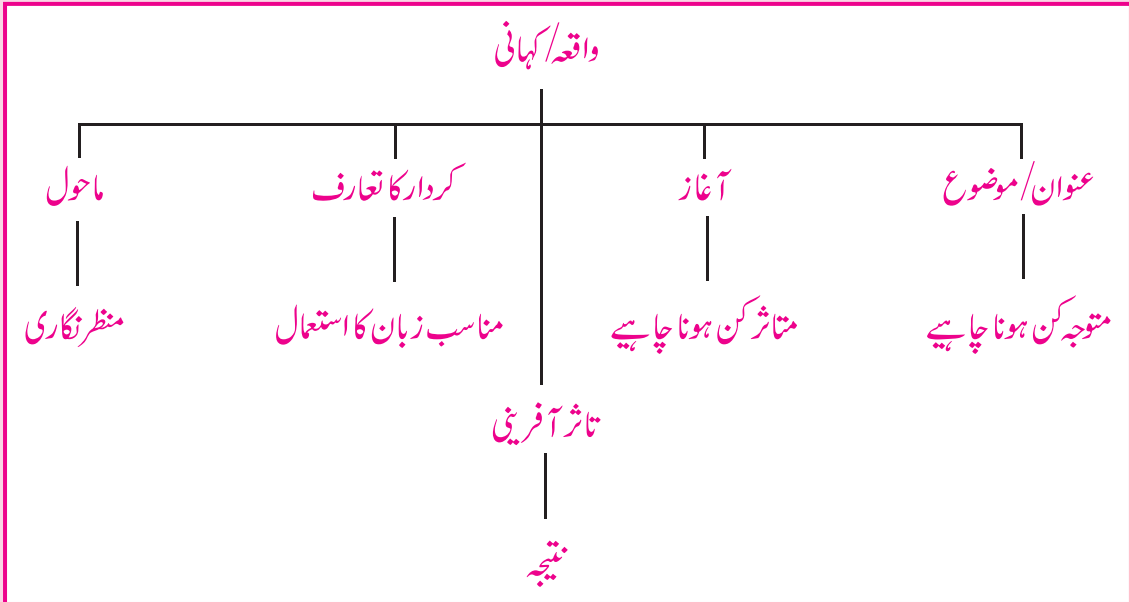 واقعہ/کہانی
عنوان/موضوع
آغاز
کردار کا تعارف
ماحول
متوجہ کن ہونا چاہیے
متاثر کن ہونا چاہیے
مناسب زبان کا استعمال
منظر نگاری
تاثر آفرینی
نتیجہ